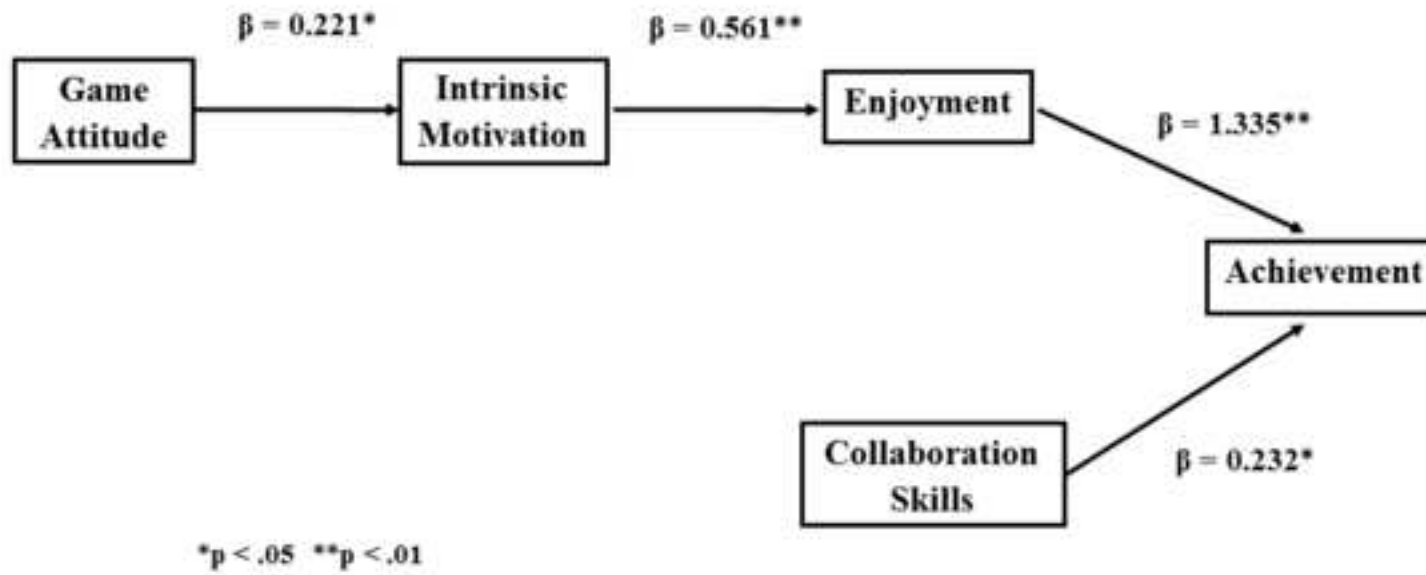 β = 0.221*
β = 0.561**
Game
Attitude
Intrinsic
Motivation
Enjoyment
β = 1.335**
Achievement
Collaboration
Skills
β = 0.232*
*p < .05 **p < .01